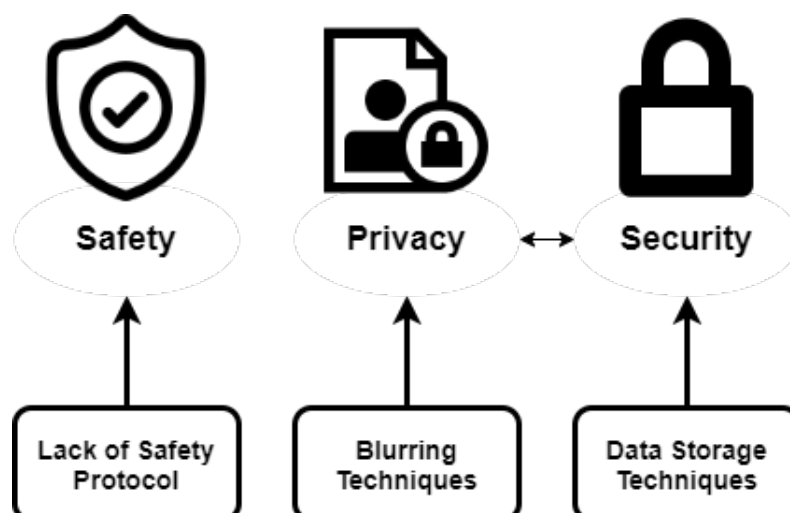 Safety
Privacy
Security
Lack of Safety
Protocol
Blurring
Techniques
Data Storage
Techniques